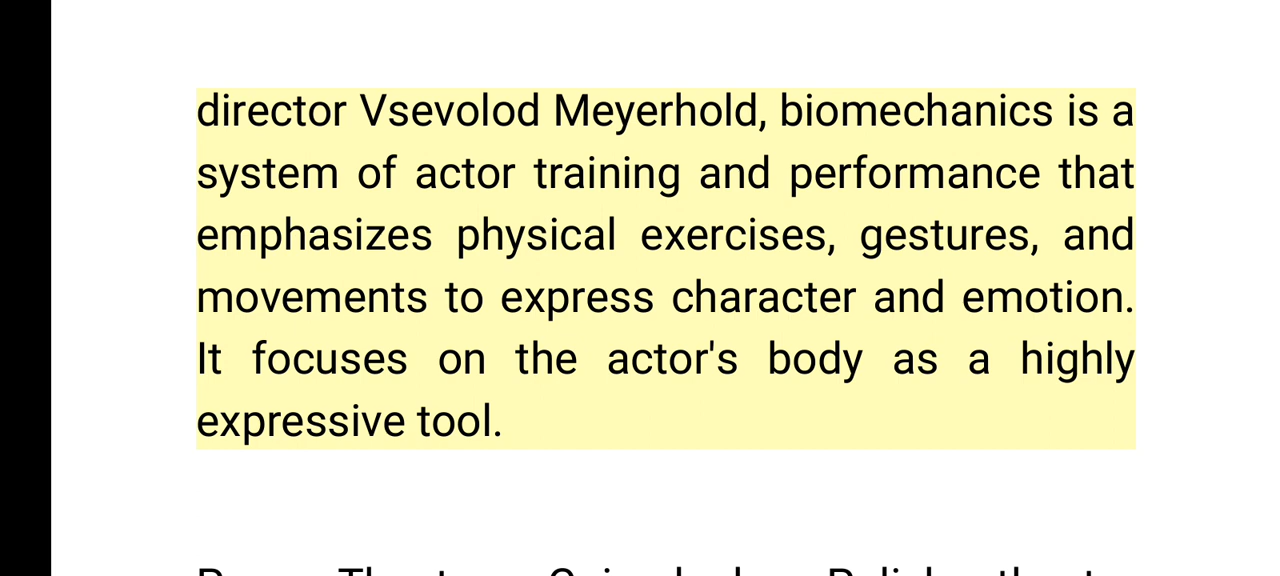 director Vsevolod Meyerhold, biomechanics is a
system of actor training and performance that
emphasizes physical exercises, gestures, and
movements to express character and emotion.
It focuses on the actor's body as a highly
expressive tool.